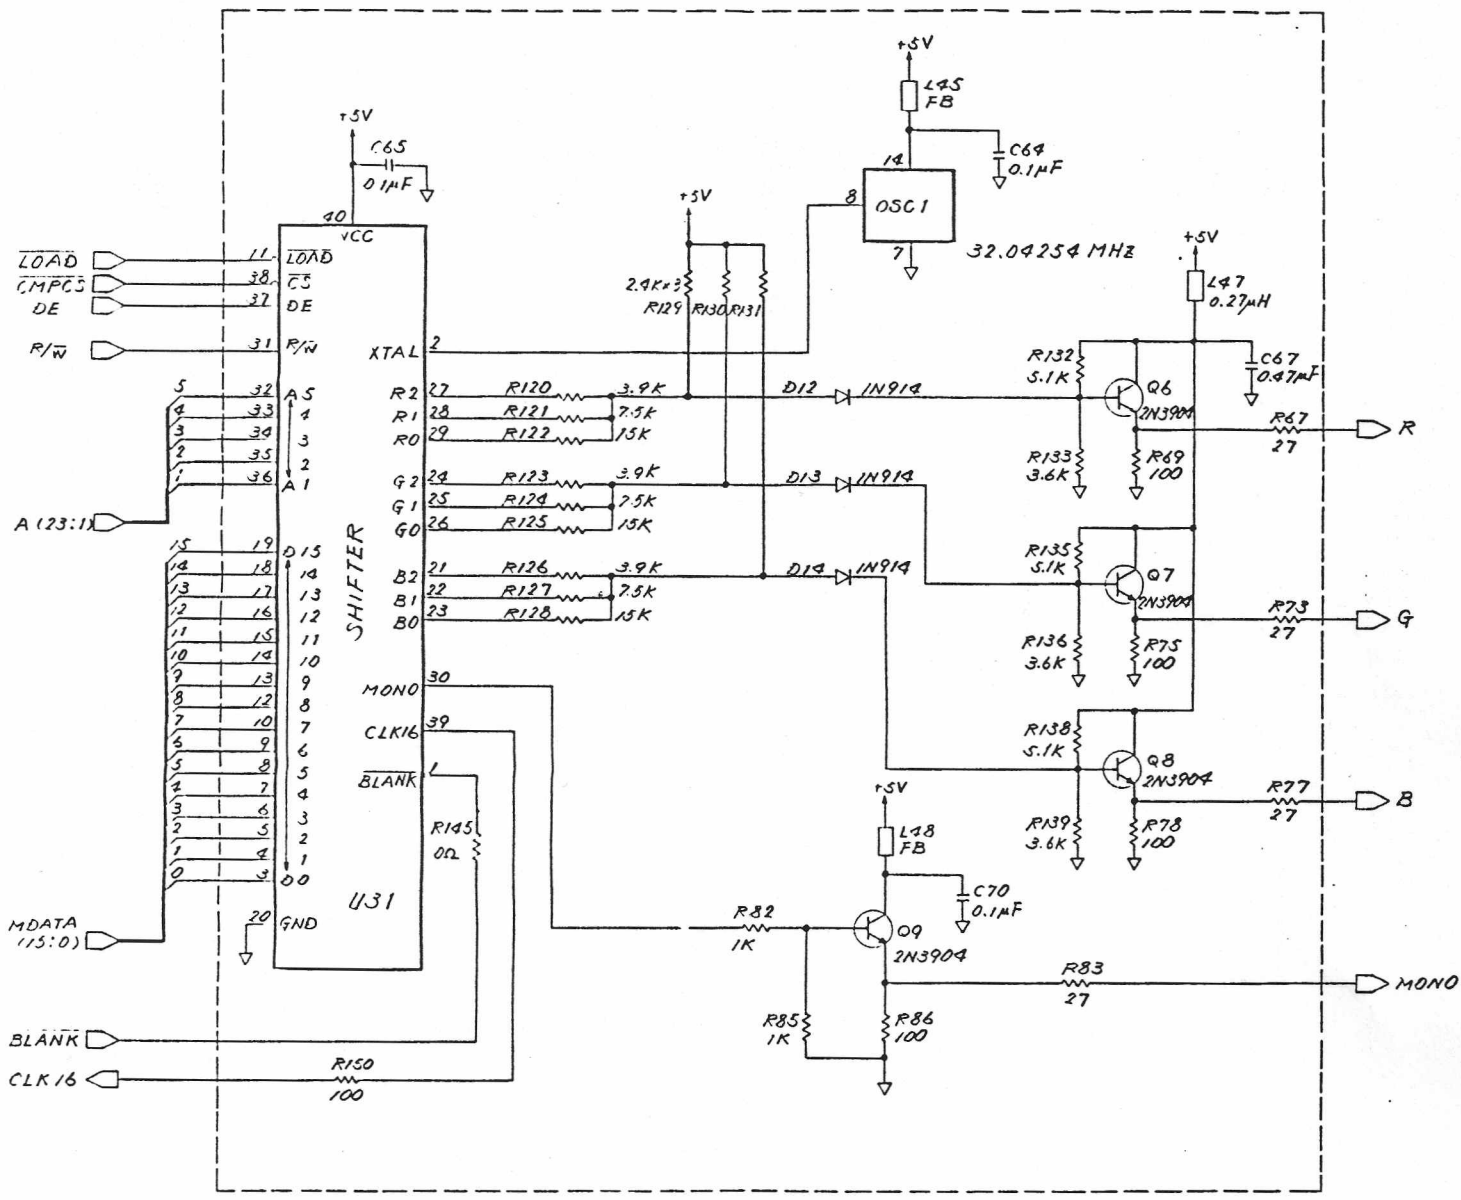 +5V
L45
FB
+5V
C65
0.1µF
14
C64
0.1µF
40
VCC
+5V
8
OSC1
7
32.04254 MHZ
+5V
L47
0.27µH
LOAD
11
LOAD
CMPCS
38
CS
DE
37
DE
2.4K×3
R129
R130
R131
R/W
31
R/W
XTAL
2
R132
5.1K
Q6
2N3904
C67
0.47µF
5
32
A5
R2
27
R120
3.9K
D12
1N914
4
33
4
R1
28
R121
7.5K
3
34
3
R0
29
R122
15K
R67
27
R
2
35
2
1
36
A1
R133
3.6K
R69
100
G2
24
R123
3.9K
D13
1N914
G1
25
R124
7.5K
G0
26
R125
15K
A(23:1)
SHIFTER
15
19
D15
14
18
14
13
17
13
12
16
12
11
15
11
10
14
10
9
13
9
8
12
8
7
10
7
6
9
6
5
8
5
4
7
4
3
6
3
2
5
2
1
4
1
0
3
D0
B2
21
R126
3.9K
D14
1N914
B1
22
R127
7.5K
B0
23
R128
15K
R135
5.1K
Q7
2N3904
R73
27
G
R136
3.6K
R75
100
MONO
30
CLK16
39
BLANK
1
R138
5.1K
Q8
2N3904
R77
27
B
R139
3.6K
R78
100
R145
0Ω
+5V
L48
FB
C70
0.1µF
U31
20
GND
MDATA
(15:0)
R82
1K
Q9
2N3904
R83
27
MONO
R85
1K
R86
100
BLANK
CLK16
R150
100